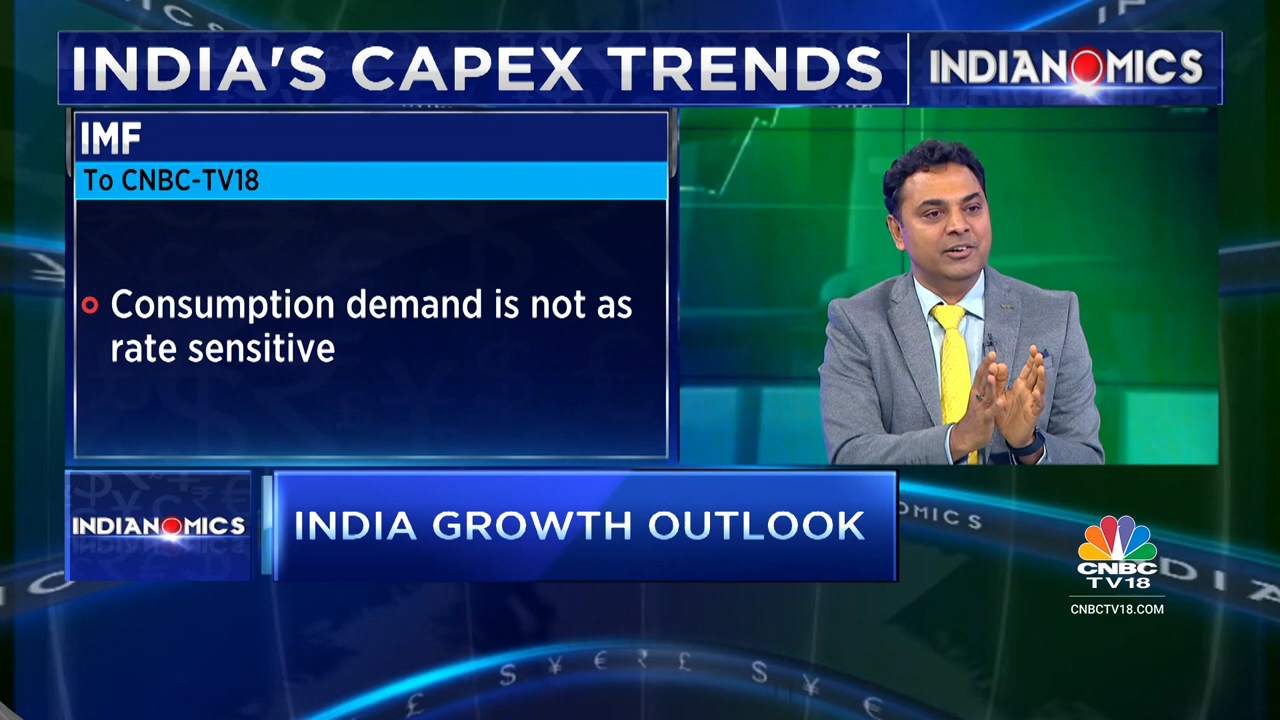 INDIA'S CAPEX TRENDS
INDIANOMICS
IMF
To CNBC-TV18
Consumption demand is not as
rate sensitive
INDIANOMICS
INDIA GROWTH OUTLOOK
OMICS
CNBC
TV18
CNBCTV18.COM
$ ¥ € ₹ £ $ ¥ €